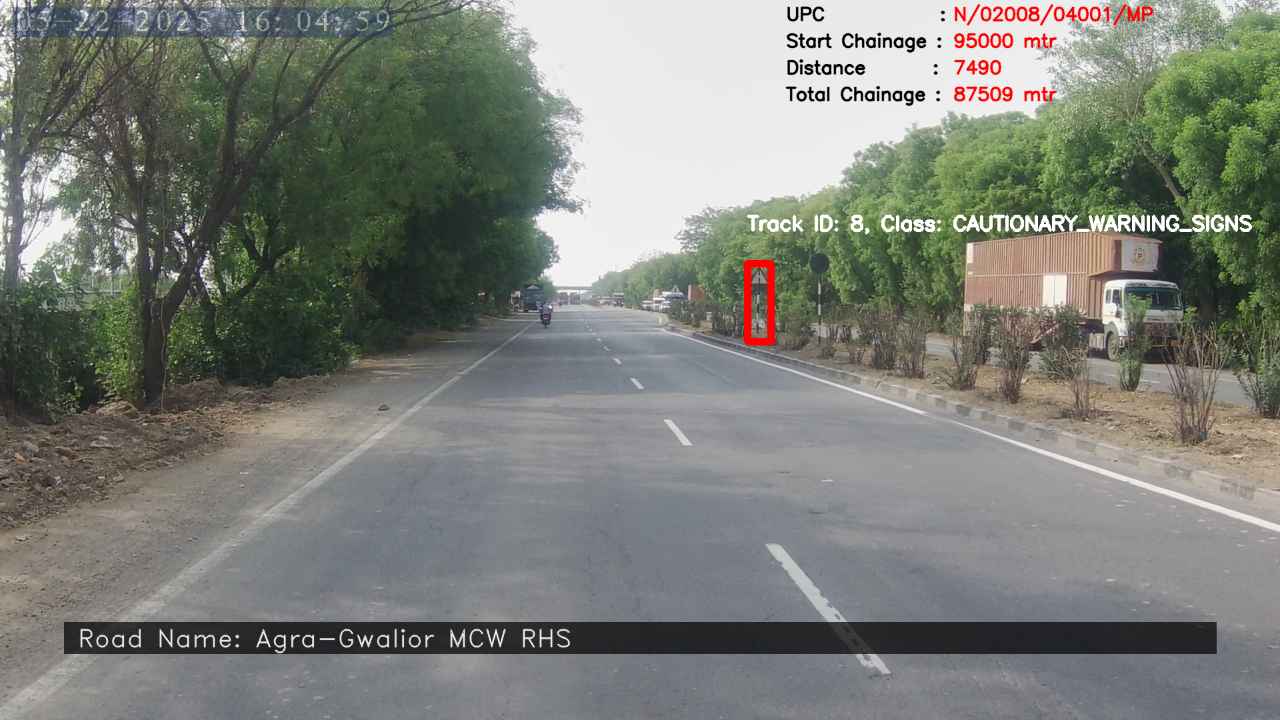 05-22-2025 16:04:59
UPC : N/02008/04001/MP
Start Chainage : 95000 mtr
Distance : 7490
Total Chainage : 87509 mtr
Track ID: 8, Class: CAUTIONARY_WARNING_SIGNS
Road Name: Agra-Gwalior MCW RHS